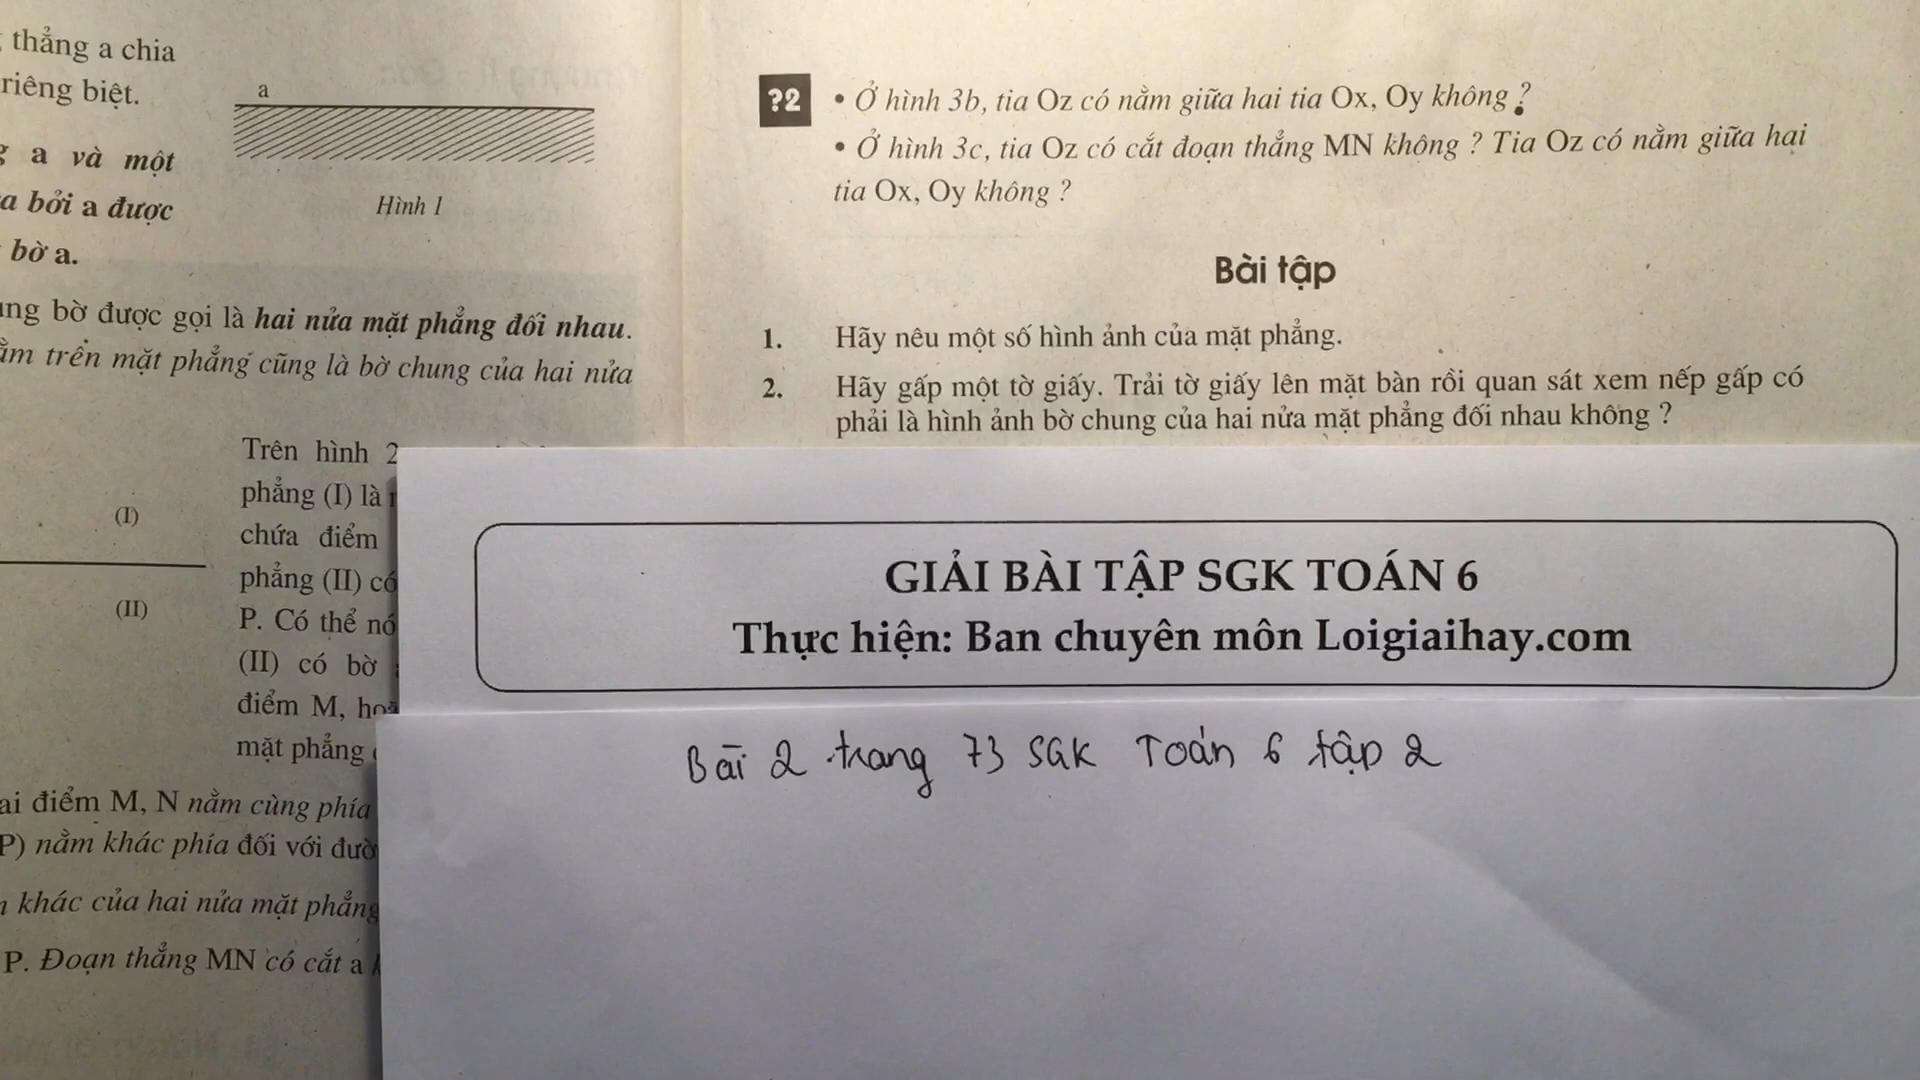 thẳng a chia
riêng biệt.
a và một
a bởi a được
bờ a.
a
Hình 1
ung bờ được gọi là hai nửa mặt phẳng đối nhau.
ằm trên mặt phẳng cũng là bờ chung của hai nửa
(I)
(II)
Trên hình 2
phẳng (I) là
chứa điểm
phẳng (II) có
P. Có thể nó
(II) có bờ
điểm M,
mặt phẳng
ai điểm M, N nằm cùng phía
P) nằm khác phía đối với
khác của hai nửa mặt phẳng
P. Đoạn thẳng MN có cắt a
?2 • Ở hình 3b, tia Oz có nằm giữa hai tia Ox, Oy không ?
• Ở hình 3c, tia Oz có cắt đoạn thẳng MN không ? Tia Oz có nằm giữa hai
tia Ox, Oy không ?
Bài tập
1. Hãy nêu một số hình ảnh của mặt phẳng.
2. Hãy gấp một tờ giấy. Trải tờ giấy lên mặt bàn rồi quan sát xem nếp gấp có
phải là hình ảnh bờ chung của hai nửa mặt phẳng đối nhau không ?
GIẢI BÀI TẬP SGK TOÁN 6
Thực hiện: Ban chuyên môn Loigiaihay.com
Bài 2 trang 73 SGK Toán 6 tập 2